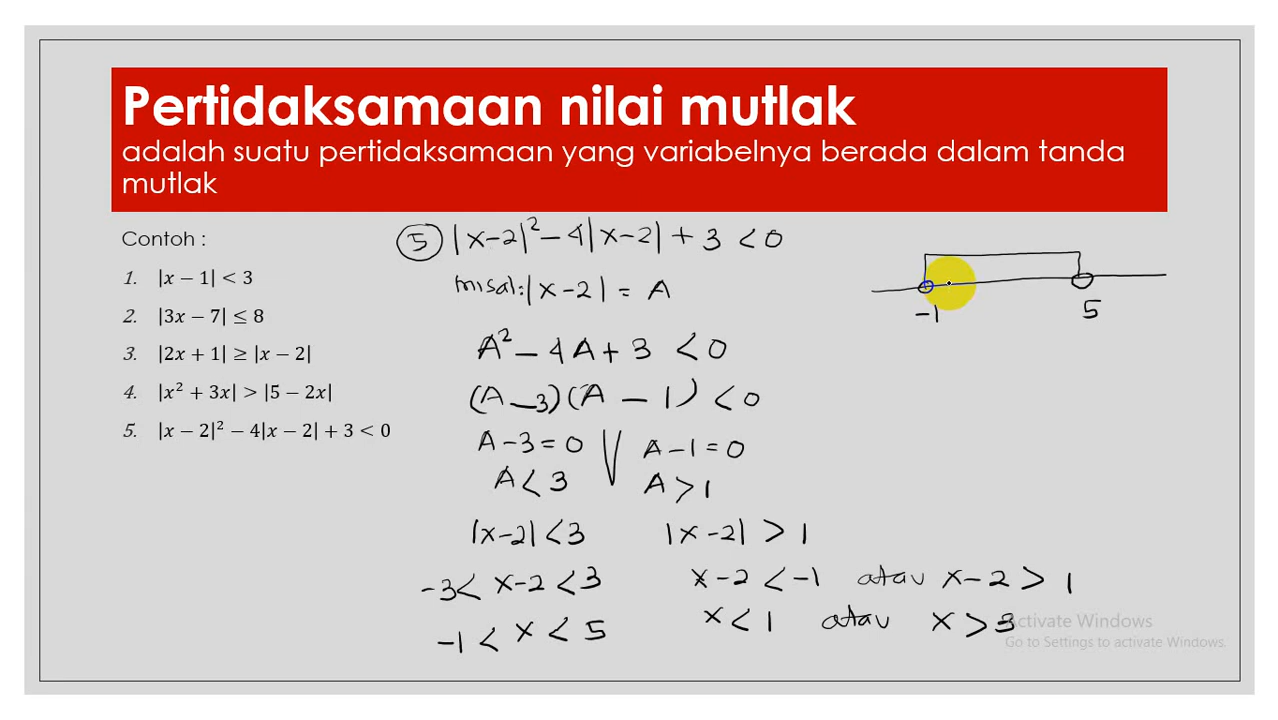 Pertidaksamaan nilai mutlak
adalah suatu pertidaksamaan yang variabelnya berada dalam tanda
mutlak
Contoh :
1. |x − 1| < 3
2. |3x − 7| ≤ 8
3. |2x + 1| ≥ |x − 2|
4. |x² + 3x| > |5 − 2x|
5. |x − 2|² − 4|x − 2| + 3 < 0
5 |x−2|² − 4|x−2| + 3 < 0
misal: |x−2| = A
A² − 4A + 3 < 0
(A − 3)(A − 1) < 0
A−3 = 0 V A−1 = 0
A < 3 A > 1
|x−2| < 3 |x−2| > 1
−3 < x−2 < 3 x−2 < −1 atau x−2 > 1
−1 < x < 5 x < 1 atau x > 3
−1 5
Activate Windows
Go to Settings to activate Windows.